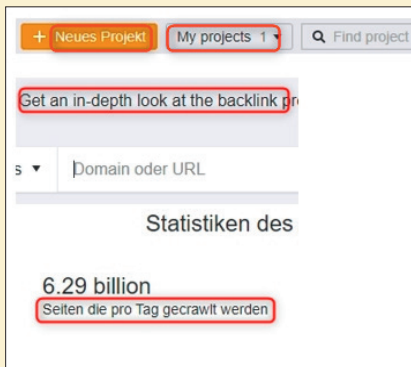 + Neues Projekt My projects 1 Find project
Get an in-depth look at the backlink
s Domain oder URL
Statistiken des
6.29 billion
Seiten die pro Tag gecrawlt werden